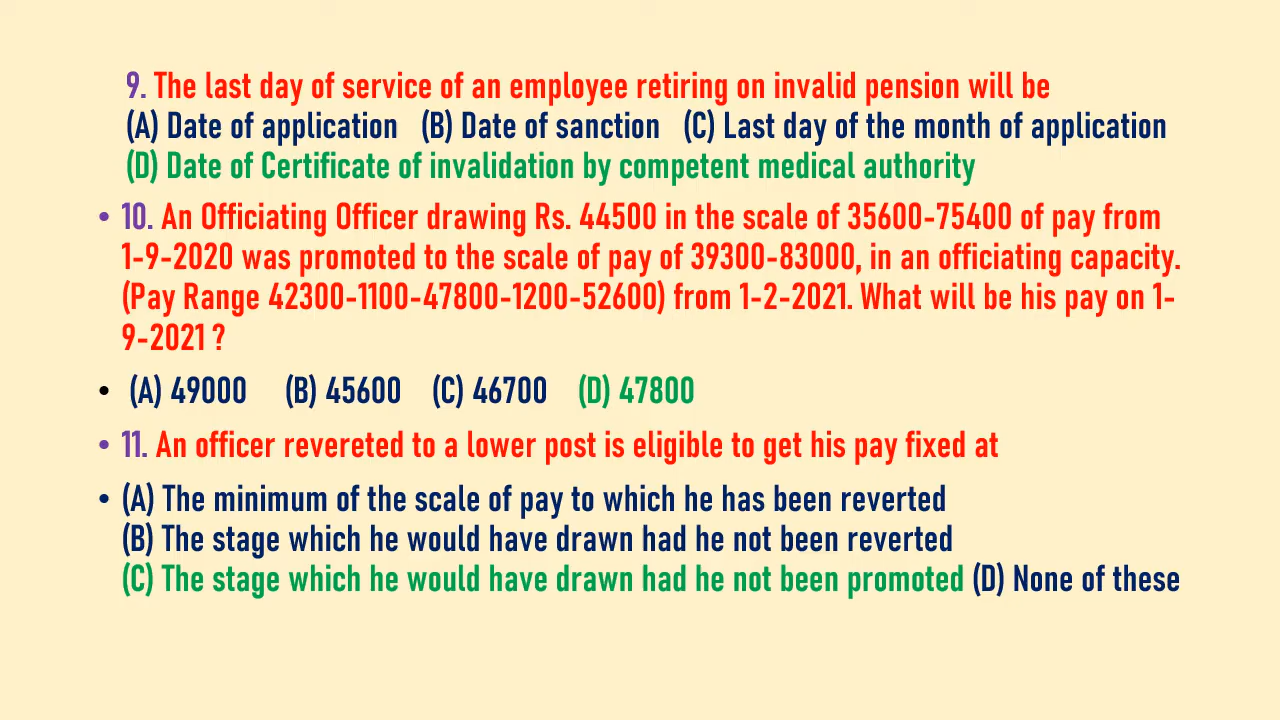 9. The last day of service of an employee retiring on invalid pension will be
(A) Date of application (B) Date of sanction (C) Last day of the month of application
(D) Date of Certificate of invalidation by competent medical authority
• 10. An Officiating Officer drawing Rs. 44500 in the scale of 35600-75400 of pay from
1-9-2020 was promoted to the scale of pay of 39300-83000, in an officiating capacity.
(Pay Range 42300-1100-47800-1200-52600) from 1-2-2021. What will be his pay on 1-
9-2021 ?
• (A) 49000 (B) 45600 (C) 46700 (D) 47800
• 11. An officer revereted to a lower post is eligible to get his pay fixed at
• (A) The minimum of the scale of pay to which he has been reverted
(B) The stage which he would have drawn had he not been reverted
(C) The stage which he would have drawn had he not been promoted (D) None of these